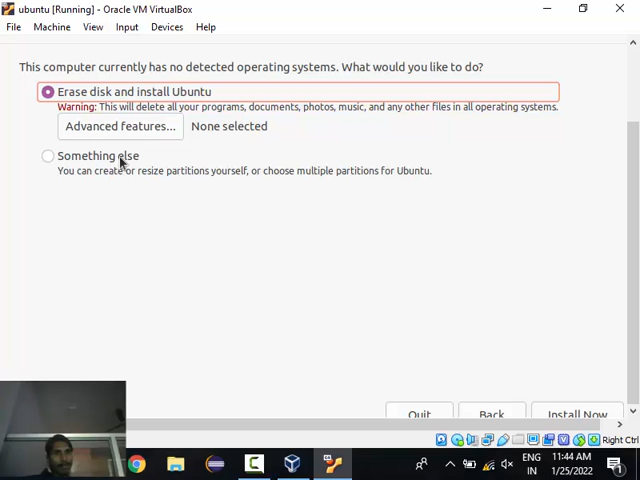 ubuntu [Running] - Oracle VM VirtualBox
File Machine View Input Devices Help
This computer currently has no detected operating systems. What would you like to do?
Erase disk and install Ubuntu
Warning: This will delete all your programs, documents, photos, music, and any other files in all operating systems.
Advanced features... None selected
Something else
You can create or resize partitions yourself, or choose multiple partitions for Ubuntu.
Quit Back Install Now
Right Ctrl
ENG 11:44 AM
IN 1/25/2022
1